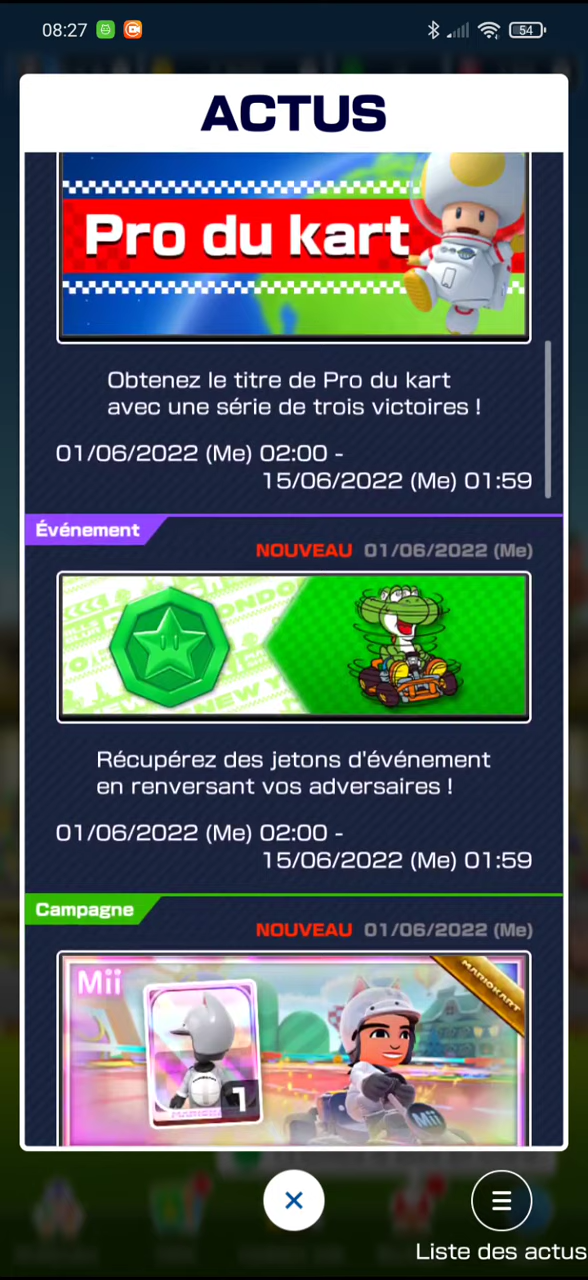 08:27
54
ACTUS
Pro du kart
Obtenez le titre de Pro du kart
avec une série de trois victoires !
01/06/2022 (Me) 02:00 -
15/06/2022 (Me) 01:59
Événement
NOUVEAU 01/06/2022 (Me)
NEW Y
Récupérez des jetons d'événement
en renversant vos adversaires !
01/06/2022 (Me) 02:00 -
15/06/2022 (Me) 01:59
Campagne
NOUVEAU 01/06/2022 (Me)
Mii
MARIOKART
1
Mii
Liste des actus